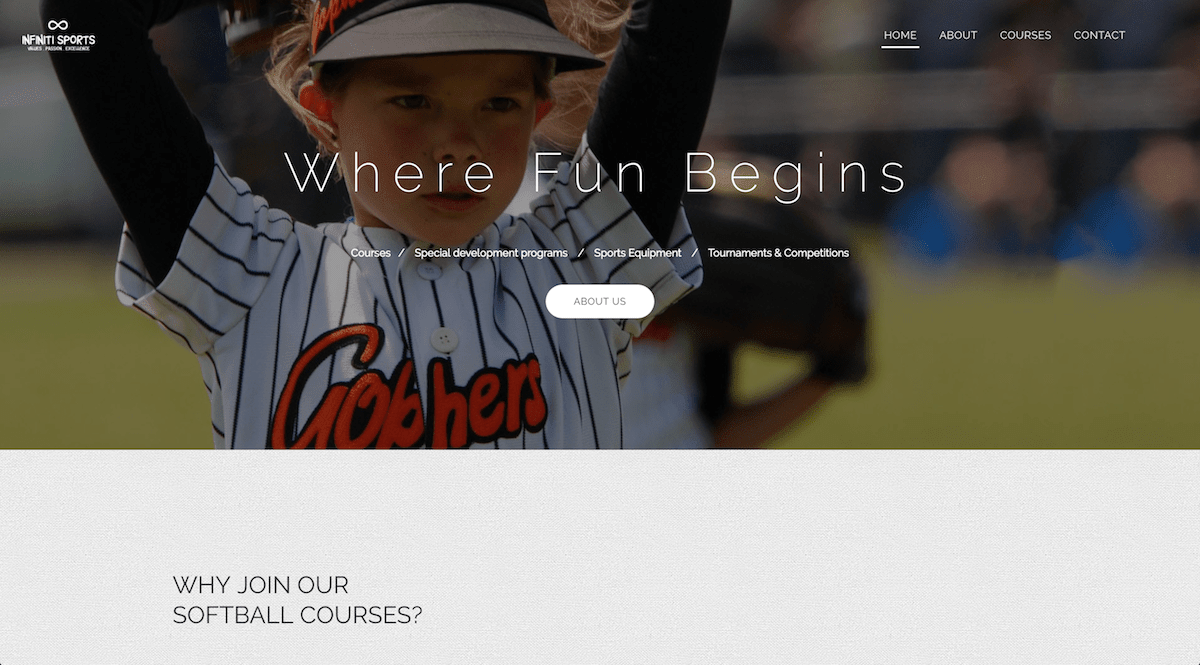 INFINITI SPORTS
VALUES . PASSION . EXCELLENCE
HOME ABOUT COURSES CONTACT
Where Fun Begins
Courses / Special development programs / Sports Equipment / Tournaments & Competitions
ABOUT US
Gophers
WHY JOIN OUR
SOFTBALL COURSES?